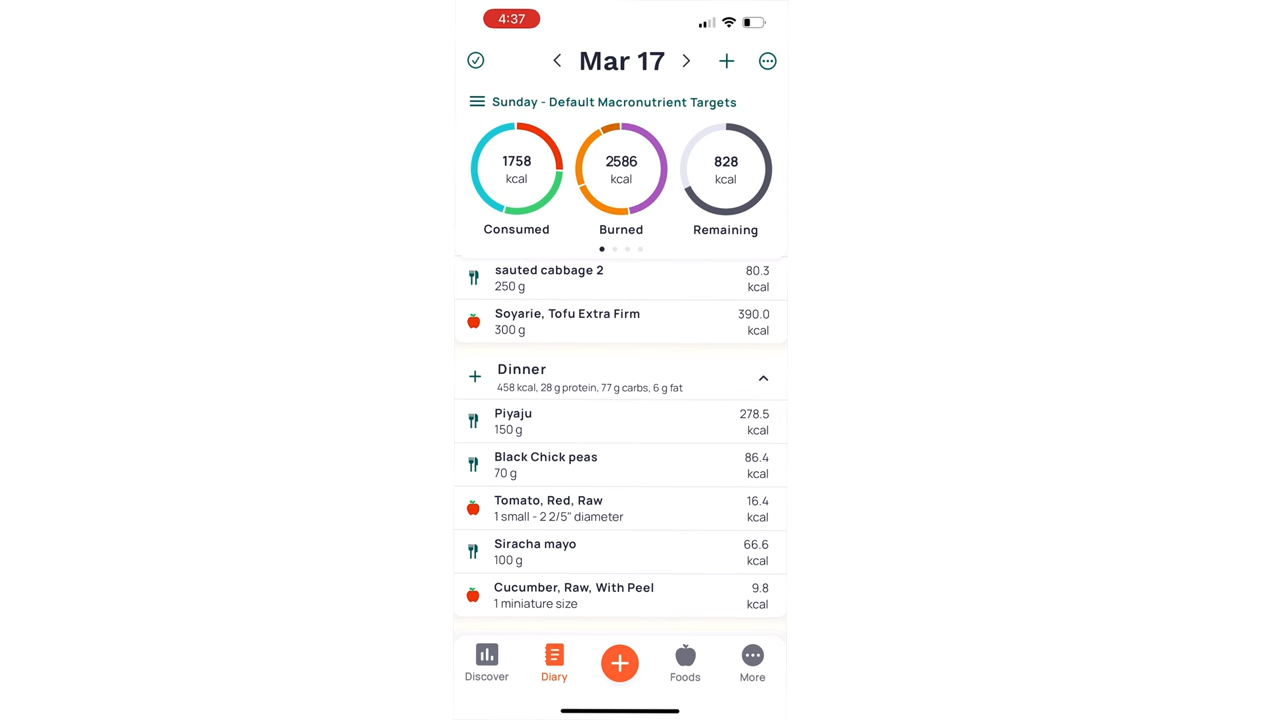 4:37
Mar 17
Sunday - Default Macronutrient Targets
1758
kcal
2586
kcal
828
kcal
Consumed
Burned
Remaining
sauted cabbage 2
80.3
250 g
kcal
Soyarie, Tofu Extra Firm
390.0
300 g
kcal
Dinner
458 kcal, 28 g protein, 77 g carbs, 6 g fat
Piyaju
278.5
150 g
kcal
Black Chick peas
86.4
70 g
kcal
Tomato, Red, Raw
16.4
1 small - 2 2/5" diameter
kcal
Siracha mayo
66.6
100 g
kcal
Cucumber, Raw, With Peel
9.8
1 miniature size
kcal
Discover
Diary
Foods
More